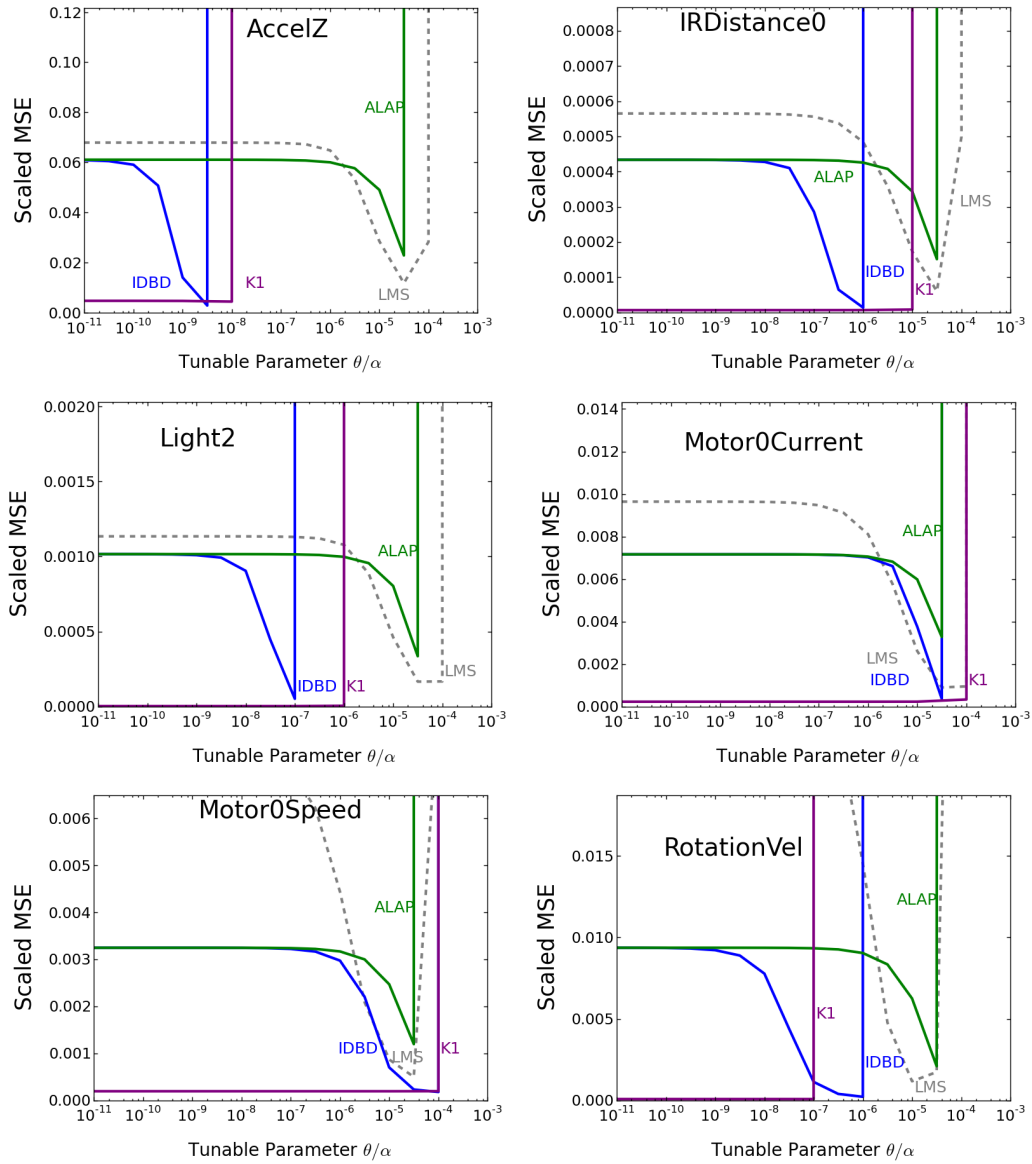 AccelZ
Scaled MSE
0.12
0.10
0.08
0.06
0.04
0.02
0.00
ALAP
IDBD
K1
LMS
10⁻¹¹ 10⁻¹⁰ 10⁻⁹ 10⁻⁸ 10⁻⁷ 10⁻⁶ 10⁻⁵ 10⁻⁴ 10⁻³
Tunable Parameter θ/α
IRDistance0
Scaled MSE
0.0008
0.0007
0.0006
0.0005
0.0004
0.0003
0.0002
0.0001
0.0000
ALAP
LMS
IDBD
K1
10⁻¹¹ 10⁻¹⁰ 10⁻⁹ 10⁻⁸ 10⁻⁷ 10⁻⁶ 10⁻⁵ 10⁻⁴ 10⁻³
Tunable Parameter θ/α
Light2
Scaled MSE
0.0020
0.0015
0.0010
0.0005
0.0000
ALAP
IDBD
K1
LMS
10⁻¹¹ 10⁻¹⁰ 10⁻⁹ 10⁻⁸ 10⁻⁷ 10⁻⁶ 10⁻⁵ 10⁻⁴ 10⁻³
Tunable Parameter θ/α
Motor0Current
Scaled MSE
0.014
0.012
0.010
0.008
0.006
0.004
0.002
0.000
ALAP
LMS
IDBD
K1
10⁻¹¹ 10⁻¹⁰ 10⁻⁹ 10⁻⁸ 10⁻⁷ 10⁻⁶ 10⁻⁵ 10⁻⁴ 10⁻³
Tunable Parameter θ/α
Motor0Speed
Scaled MSE
0.006
0.005
0.004
0.003
0.002
0.001
0.000
ALAP
IDBD
LMS
K1
10⁻¹¹ 10⁻¹⁰ 10⁻⁹ 10⁻⁸ 10⁻⁷ 10⁻⁶ 10⁻⁵ 10⁻⁴ 10⁻³
Tunable Parameter θ/α
RotationVel
Scaled MSE
0.015
0.010
0.005
0.000
ALAP
K1
IDBD
LMS
10⁻¹¹ 10⁻¹⁰ 10⁻⁹ 10⁻⁸ 10⁻⁷ 10⁻⁶ 10⁻⁵ 10⁻⁴ 10⁻³
Tunable Parameter θ/α